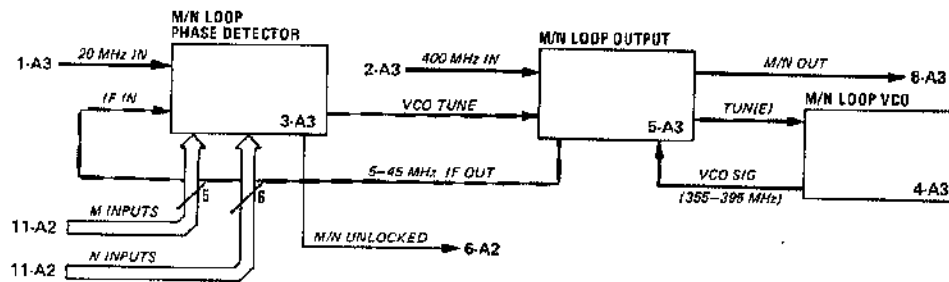 M/N LOOP
PHASE DETECTOR
M/N LOOP OUTPUT
1-A3
20 MHz IN
2-A3
400 MHz IN
M/N OUT
8-A3
IF IN
VCO TUNE
TUN(E)
M/N LOOP VCO
3-A3
5-A3
5–45 MHz IF OUT
VCO SIG
(355–395 MHz)
4-A3
5
6
M INPUTS
11-A2
M/N UNLOCKED
6-A2
N INPUTS
11-A2